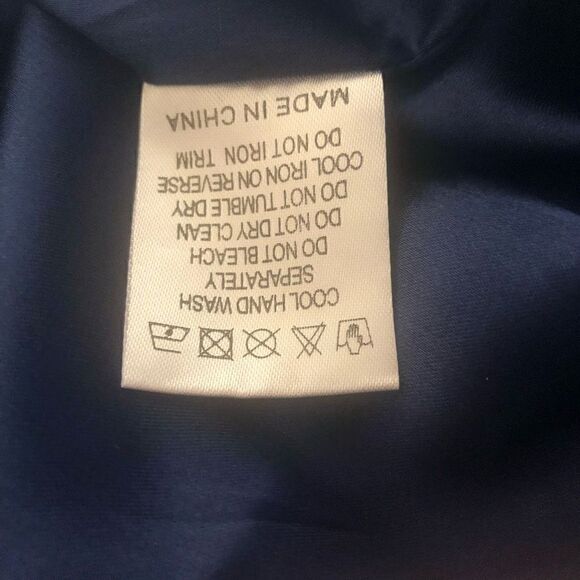 COOL HAND WASH
SEPARATELY
DO NOT BLEACH
DO NOT DRY CLEAN
DO NOT TUMBLE DRY
COOL IRON ON REVERSE
DO NOT IRON TRIM
MADE IN CHINA